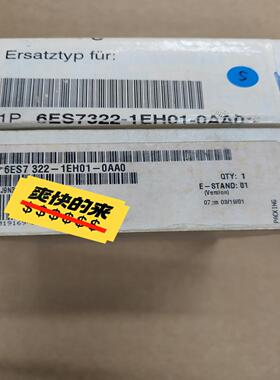 Ersatztyp für:
S
1P 6ES7322-1EH01-0AA0
6ES7 322-1EH01-0AA0
QTY: 1
E-STAND: 01
(Version)
爽快的来
PACKING